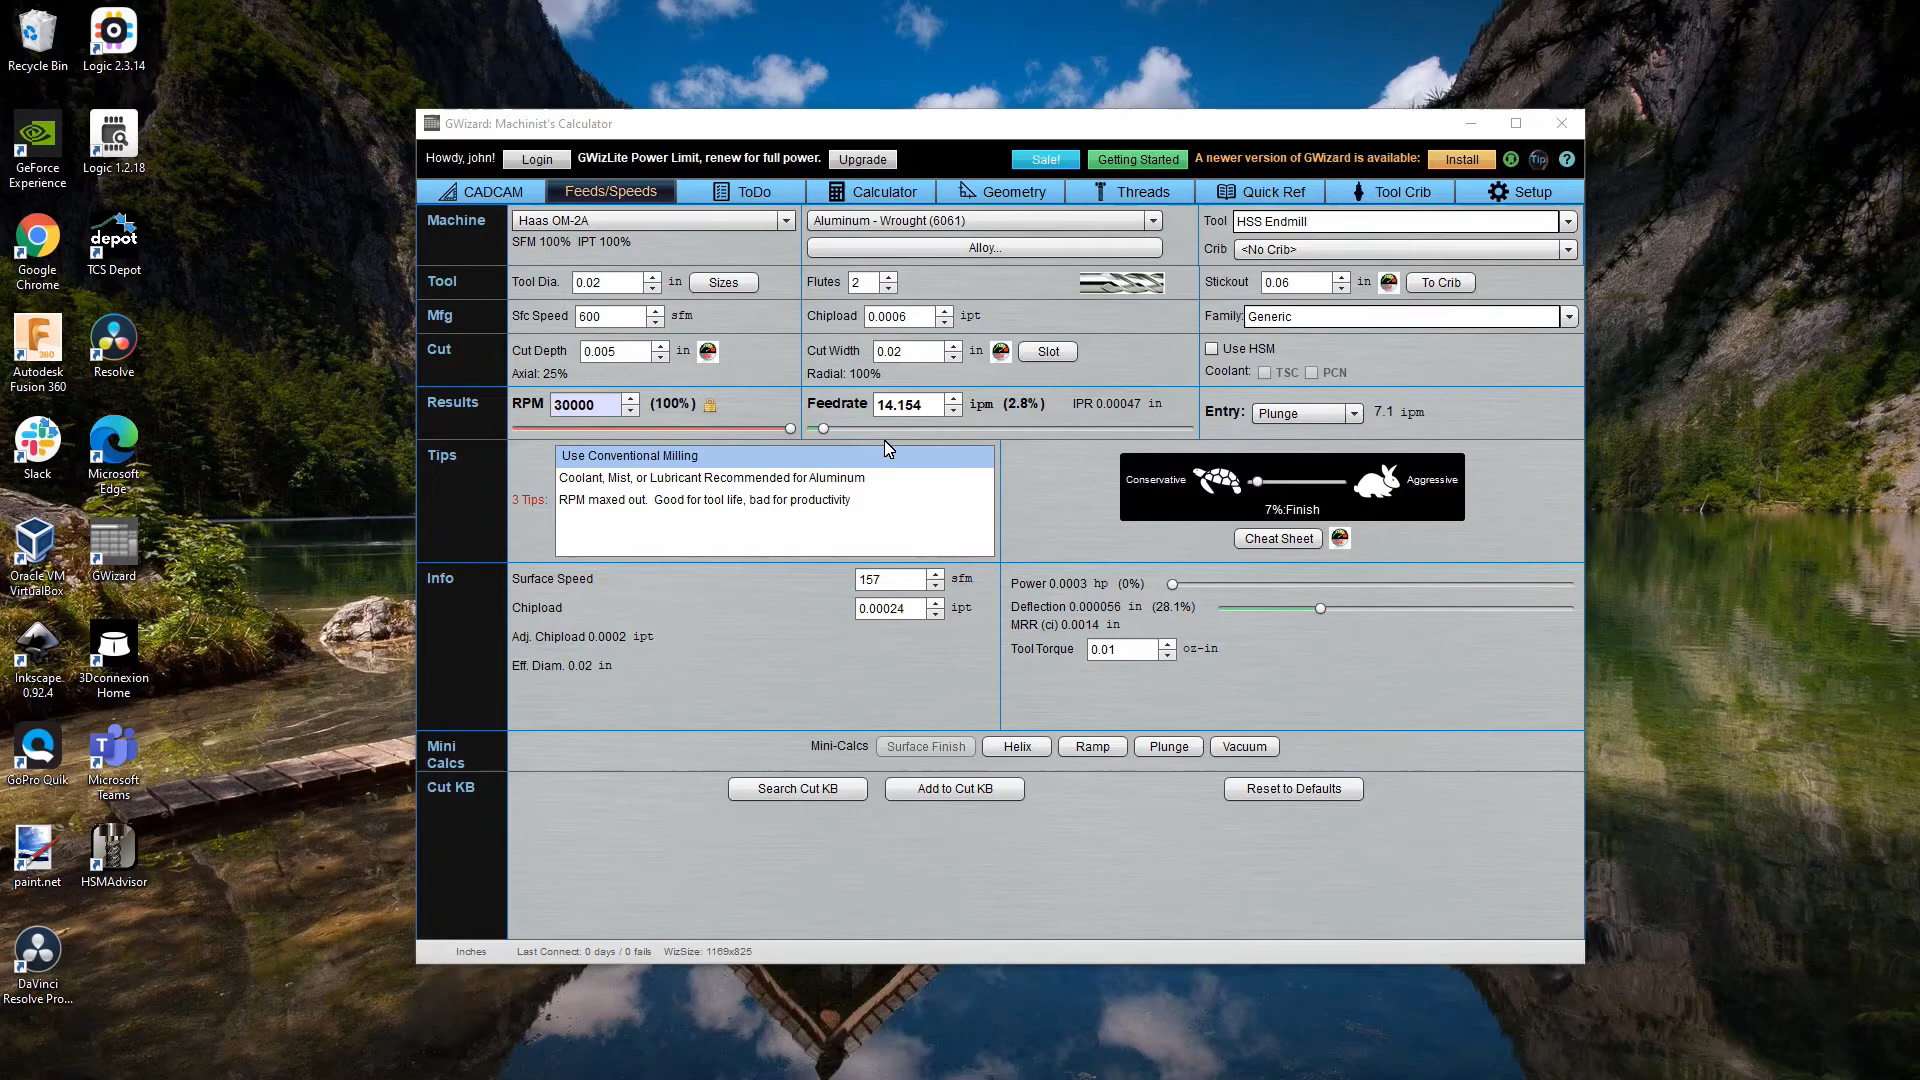 Recycle Bin
Logic 2.3.14
GeForce
Experience
Logic 1.2.18
Google
Chrome
depot
TCS Depot
360
Autodesk
Fusion 360
Resolve
Slack
Microsoft
Edge
Oracle VM
VirtualBox
GWizard
Inkscape
0.92.4
3Dconnexion
Home
GoPro Quik
Microsoft
Teams
paint.net
HSMAdvisor
DaVinci
Resolve Pro...
GWizard: Machinist's Calculator
Howdy, john! Login GWizLite Power Limit, renew for full power. Upgrade Sale! Getting Started A newer version of GWizard is available: Install Tip ?
CADCAM Feeds/Speeds ToDo Calculator Geometry Threads Quick Ref Tool Crib Setup
Machine Haas OM-2A Aluminum - Wrought (6061) Tool HSS Endmill
SFM 100% IPT 100% Alloy... Crib <No Crib>
Tool Tool Dia. 0.02 in Sizes Flutes 2 Stickout 0.06 in To Crib
Mfg Sfc Speed 600 sfm Chipload 0.0006 ipt Family: Generic
Cut Cut Depth 0.005 in Cut Width 0.02 in Slot Use HSM
Axial: 25% Radial: 100% Coolant: TSC PCN
Results RPM 30000 (100%) Feedrate 14.154 ipm (2.8%) IPR 0.00047 in Entry: Plunge 7.1 ipm
Tips Use Conventional Milling
Coolant, Mist, or Lubricant Recommended for Aluminum
3 Tips: RPM maxed out. Good for tool life, bad for productivity
Conservative Aggressive
7%:Finish
Cheat Sheet
Info Surface Speed 157 sfm Power 0.0003 hp (0%)
Chipload 0.00024 ipt Deflection 0.000056 in (28.1%)
MRR (ci) 0.0014 in
Adj. Chipload 0.0002 ipt Tool Torque 0.01 oz-in
Eff. Diam. 0.02 in
Mini
Calcs Mini-Calcs Surface Finish Helix Ramp Plunge Vacuum
Cut KB Search Cut KB Add to Cut KB Reset to Defaults
Inches Last Connect: 0 days / 0 fails WizSize: 1169x825